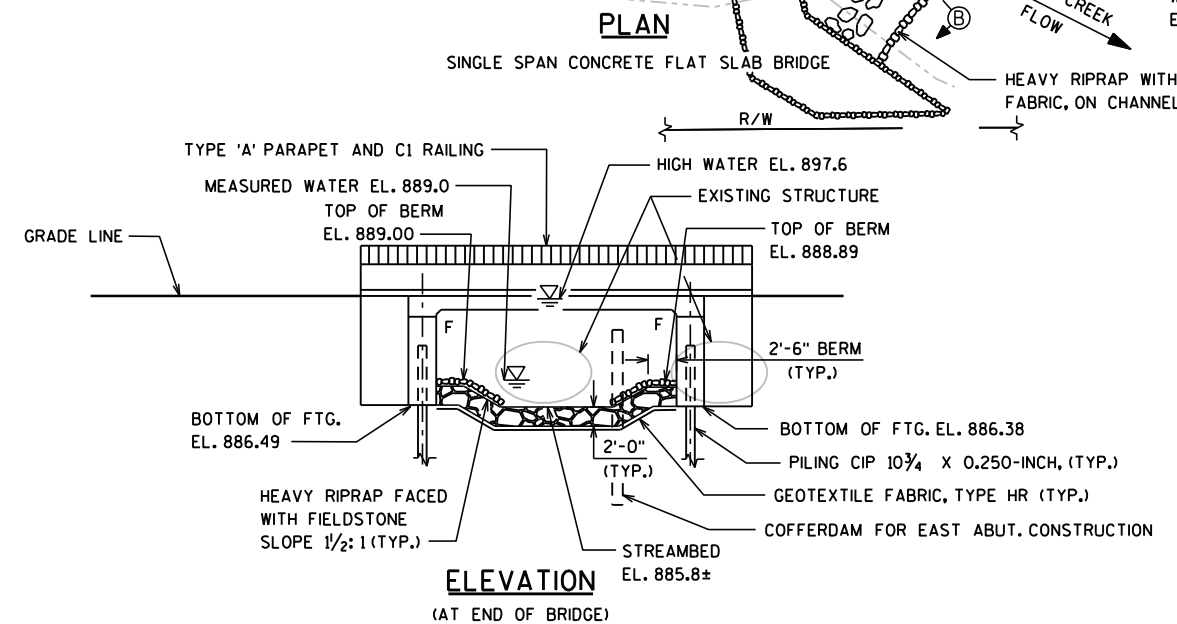 PLAN
SINGLE SPAN CONCRETE FLAT SLAB BRIDGE
B
CREEK
FLOW
HEAVY RIPRAP WITH
FABRIC, ON CHANNEL
R/W
TYPE 'A' PARAPET AND C1 RAILING
HIGH WATER EL. 897.6
MEASURED WATER EL. 889.0
EXISTING STRUCTURE
TOP OF BERM
EL. 889.00
TOP OF BERM
EL. 888.89
GRADE LINE
F
F
2'-6" BERM
(TYP.)
BOTTOM OF FTG.
EL. 886.49
BOTTOM OF FTG. EL. 886.38
2'-0"
(TYP.)
PILING CIP 10¾ X 0.250-INCH, (TYP.)
GEOTEXTILE FABRIC, TYPE HR (TYP.)
HEAVY RIPRAP FACED
WITH FIELDSTONE
SLOPE 1½: 1 (TYP.)
COFFERDAM FOR EAST ABUT. CONSTRUCTION
STREAMBED
EL. 885.8±
ELEVATION
(AT END OF BRIDGE)